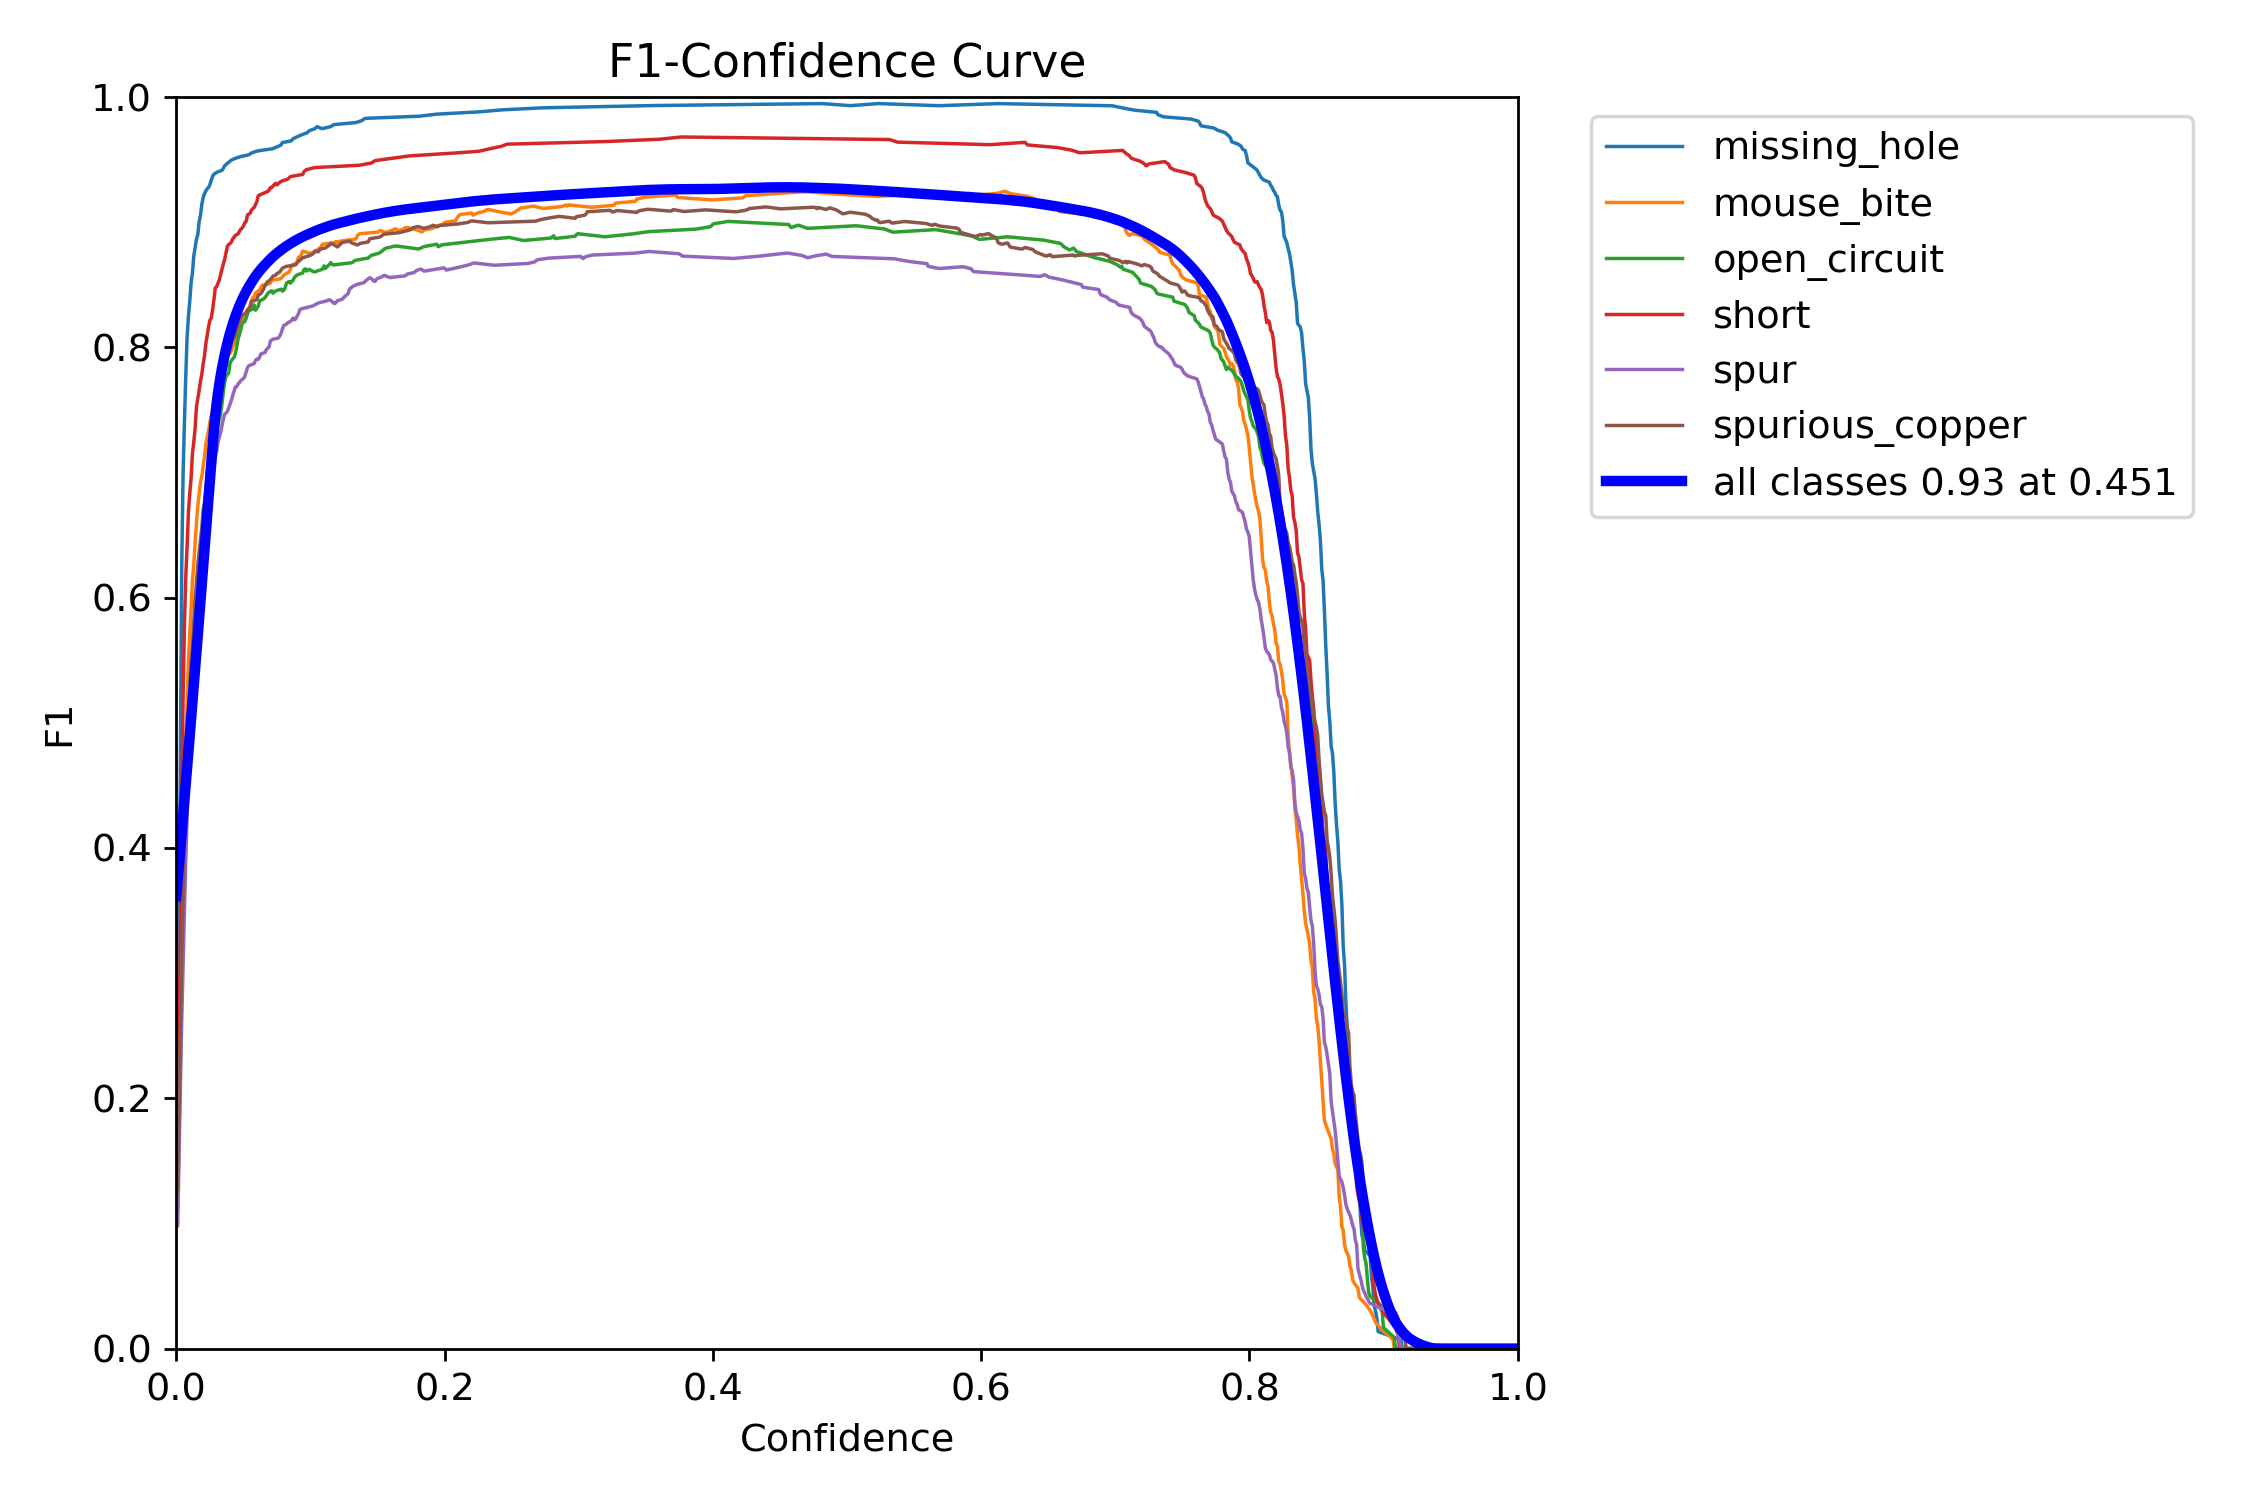 F1-Confidence Curve
1.0
0.8
0.6
0.4
0.2
0.0
F1
0.0 0.2 0.4 0.6 0.8 1.0
Confidence
missing_hole
mouse_bite
open_circuit
short
spur
spurious_copper
all classes 0.93 at 0.451